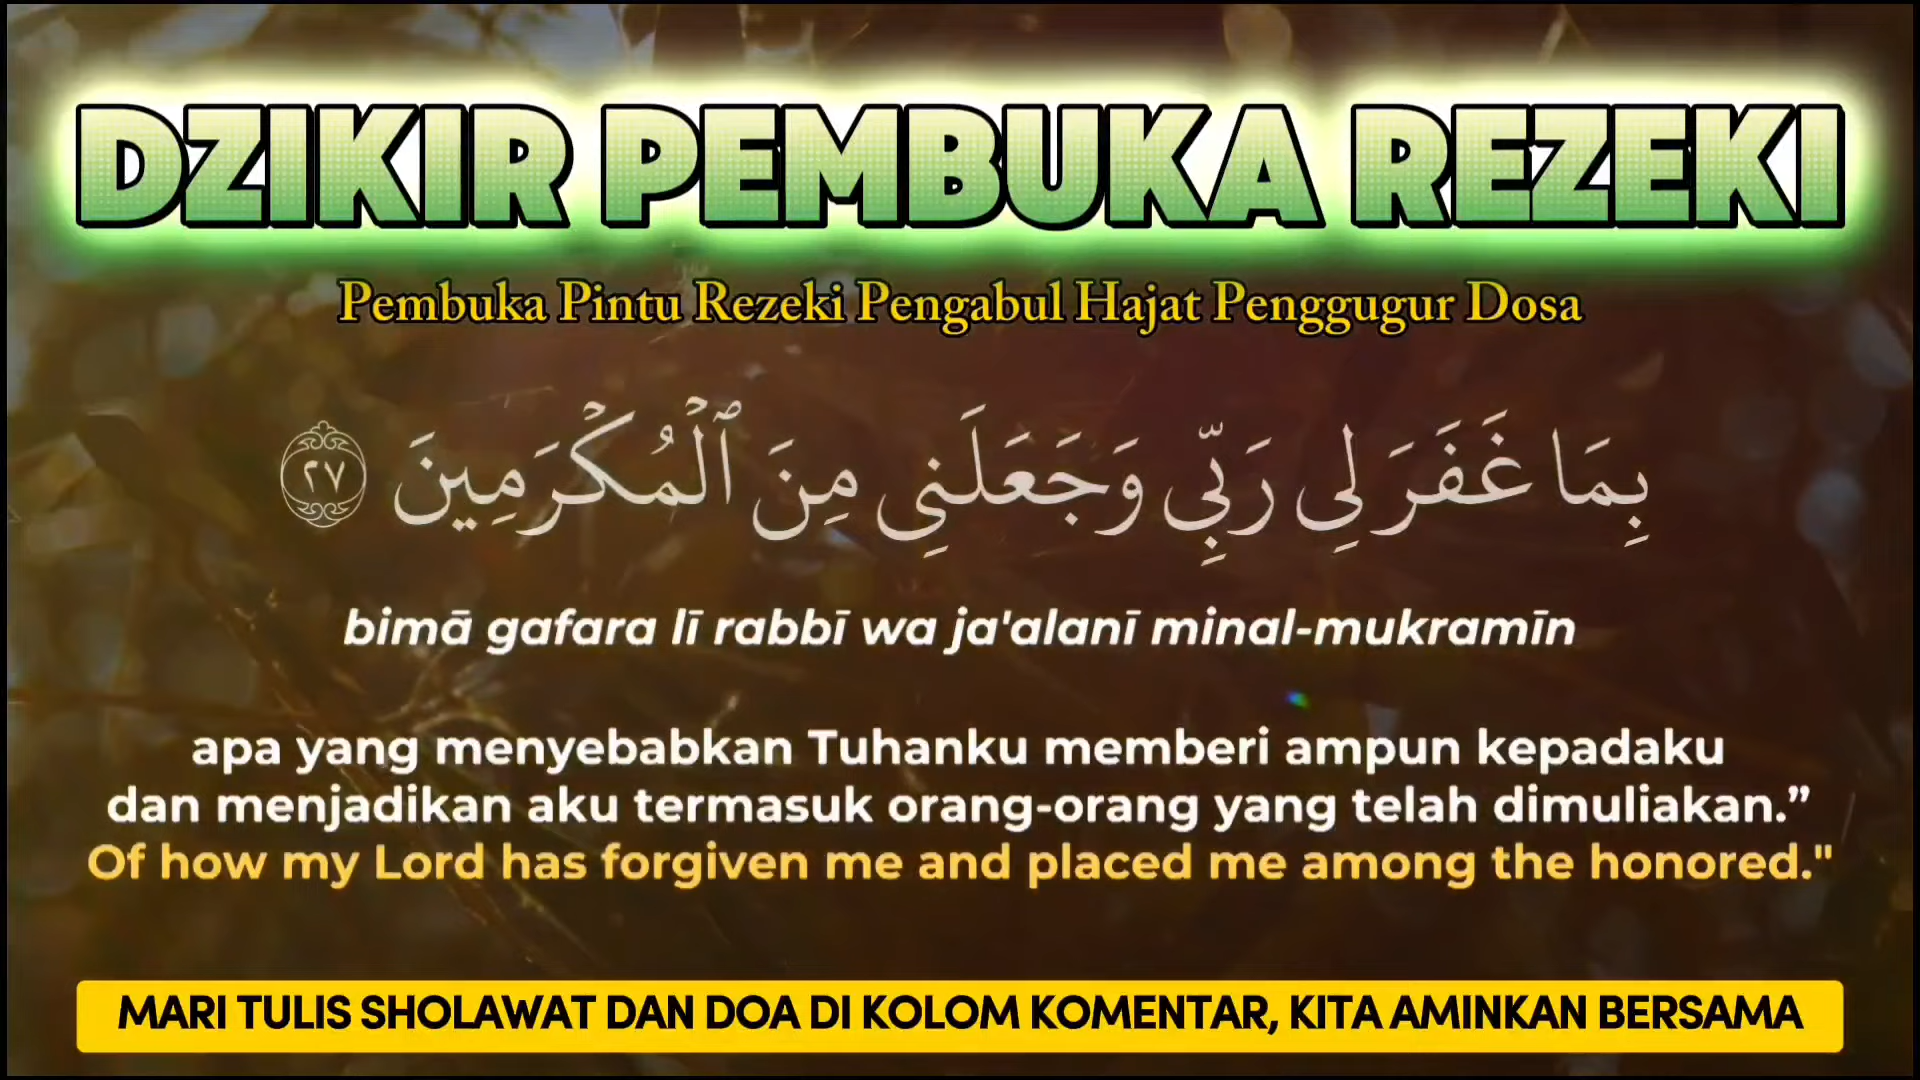 DZIKIR PEMBUKA REZEKI
Pembuka Pintu Rezeki Pengabul Hajat Penggugur Dosa
بِمَا غَفَرَ لِي رَبِّي وَجَعَلَنِي مِنَ ٱلْمُكْرَمِينَ ٢٧
bimā gafara lī rabbī wa ja'alanī minal-mukramīn
apa yang menyebabkan Tuhanku memberi ampun kepadaku
dan menjadikan aku termasuk orang-orang yang telah dimuliakan.”
Of how my Lord has forgiven me and placed me among the honored."
MARI TULIS SHOLAWAT DAN DOA DI KOLOM KOMENTAR, KITA AMINKAN BERSAMA